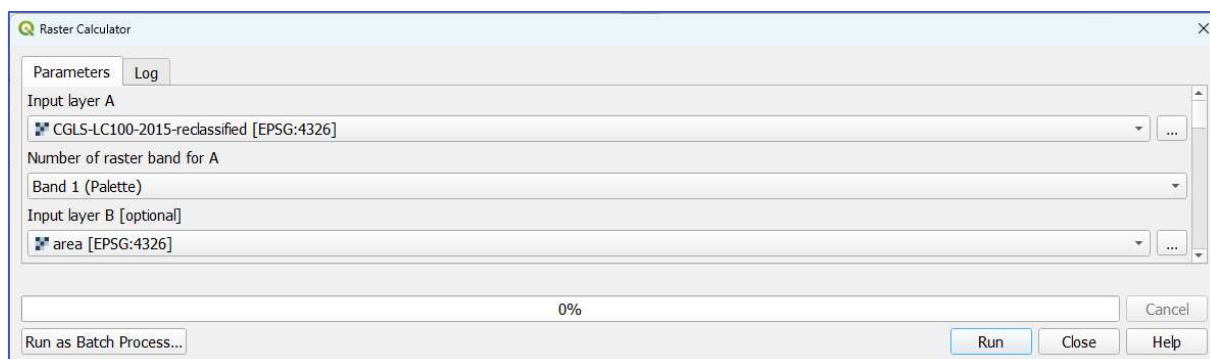 Raster Calculator
Parameters Log
Input layer A
CGLS-LC100-2015-reclassified [EPSG:4326]
...
Number of raster band for A
Band 1 (Palette)
Input layer B [optional]
area [EPSG:4326]
...
0%
Cancel
Run as Batch Process...
Run Close Help